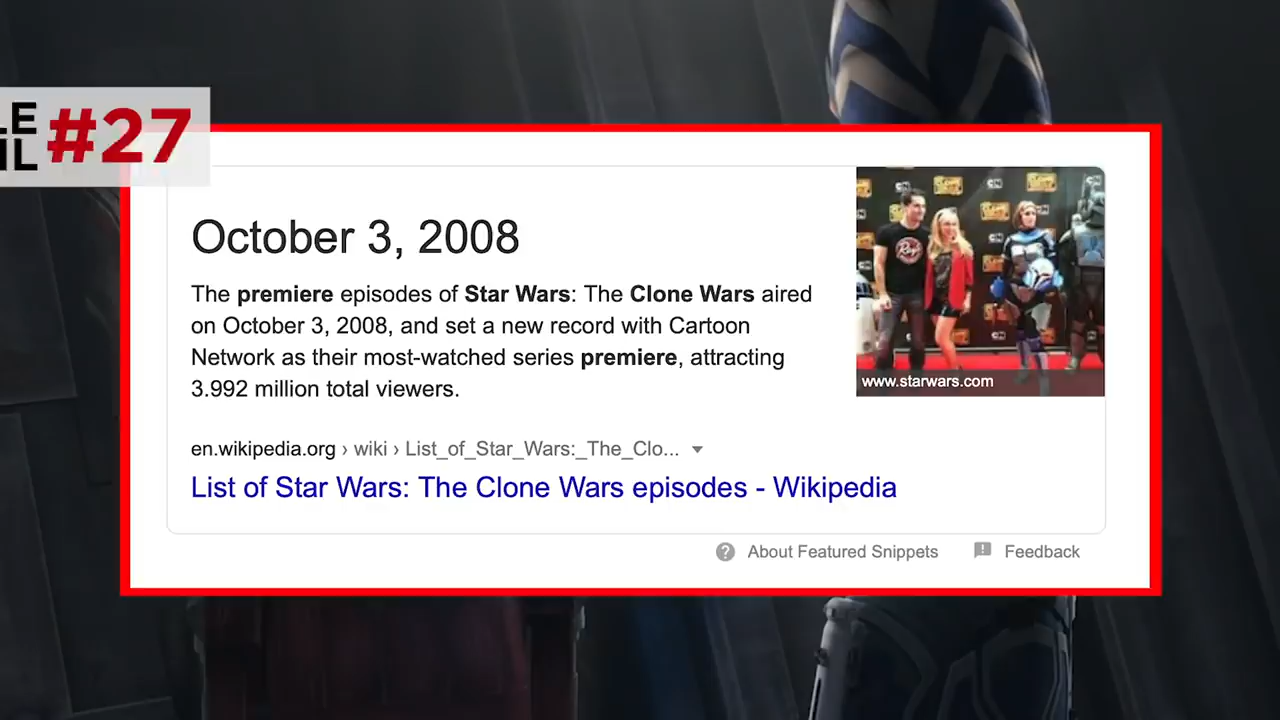 #27
October 3, 2008
The premiere episodes of Star Wars: The Clone Wars aired
on October 3, 2008, and set a new record with Cartoon
Network as their most-watched series premiere, attracting
3.992 million total viewers.
www.starwars.com
en.wikipedia.org › wiki › List_of_Star_Wars:_The_Clo...
List of Star Wars: The Clone Wars episodes - Wikipedia
About Featured Snippets
Feedback